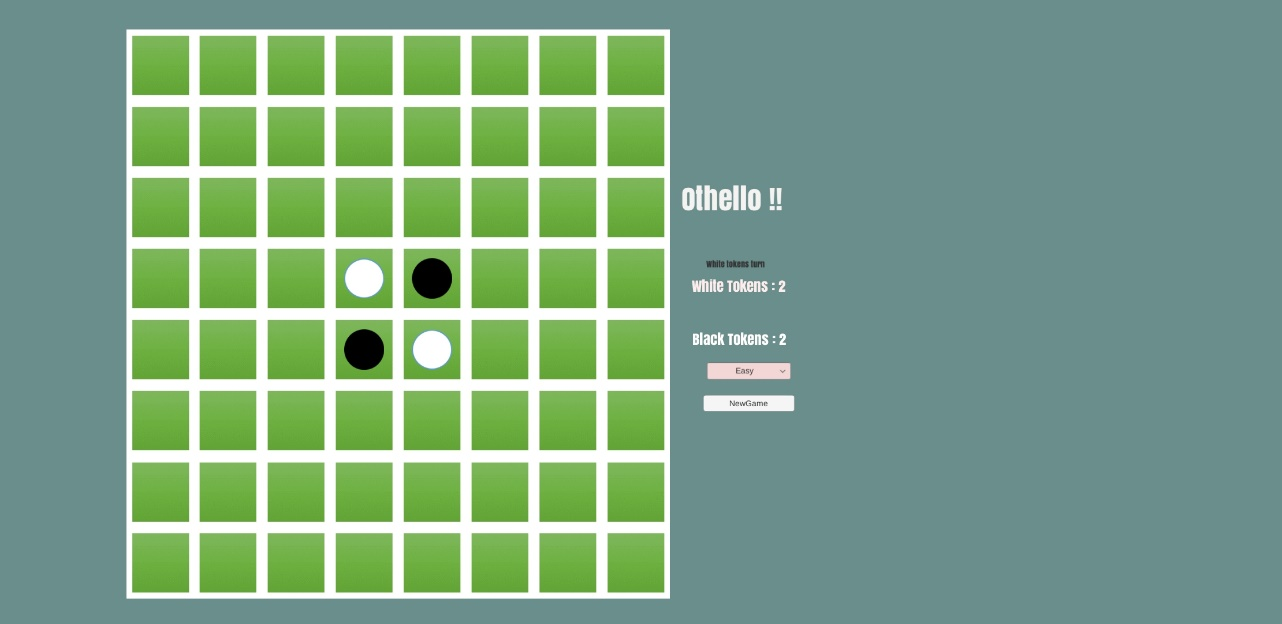 Othello !!
White tokens turn
White Tokens : 2
Black Tokens : 2
Easy
NewGame